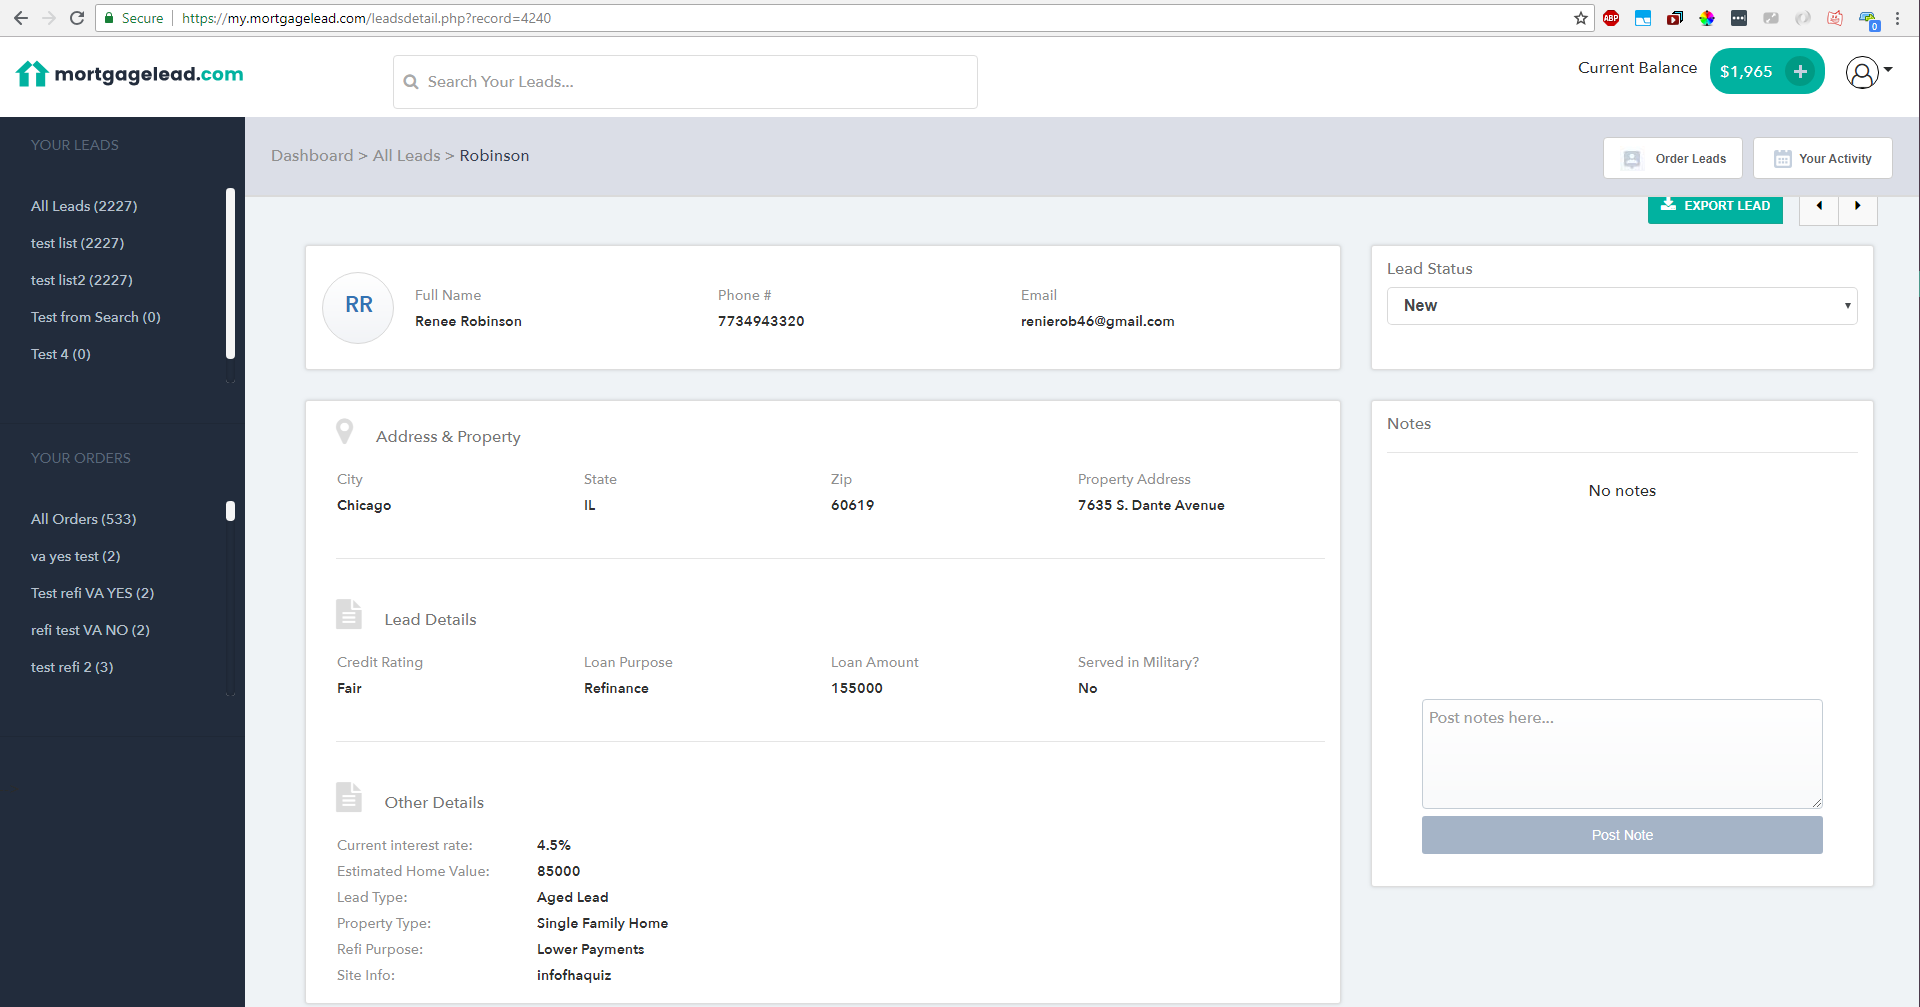 Secure https://my.mortgagelead.com/leadsdetail.php?record=4240
ABP
0
mortgagelead.com
Search Your Leads...
Current Balance
$1,965 +
YOUR LEADS
All Leads (2227)
test list (2227)
test list2 (2227)
Test from Search (0)
Test 4 (0)
YOUR ORDERS
All Orders (533)
va yes test (2)
Test refi VA YES (2)
refi test VA NO (2)
test refi 2 (3)
Dashboard > All Leads > Robinson
Order Leads
Your Activity
EXPORT LEAD
RR
Full Name
Renee Robinson
Phone #
7734943320
Email
renierob46@gmail.com
Lead Status
New
Address & Property
City
Chicago
State
IL
Zip
60619
Property Address
7635 S. Dante Avenue
Lead Details
Credit Rating
Fair
Loan Purpose
Refinance
Loan Amount
155000
Served in Military?
No
Other Details
Current interest rate: 4.5%
Estimated Home Value: 85000
Lead Type: Aged Lead
Property Type: Single Family Home
Refi Purpose: Lower Payments
Site Info: infofhaquiz
Notes
No notes
Post notes here...
Post Note